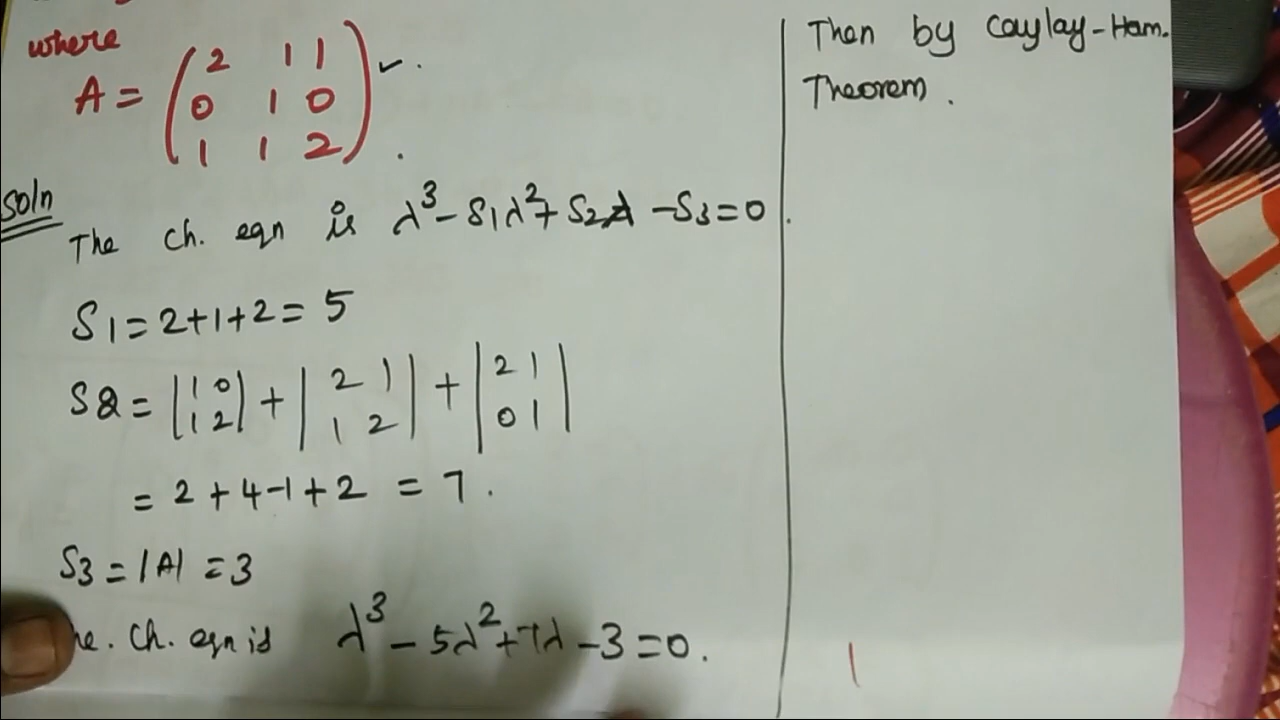 where
A = ( 2 1 1
0 1 0
1 1 2 ) .
Soln
The ch. eqn is λ³ - S₁λ² + S₂λ - S₃ = 0 .
S₁ = 2+1+2 = 5
S2 = |1 0; 1 2| + |2 1; 1 2| + |2 1; 0 1|
= 2 + 4-1 + 2 = 7 .
S3 = |A| = 3
Ch. eqn is λ³ - 5λ² + 7λ - 3 = 0 .
Then by Caylay-Ham.
Theorem .